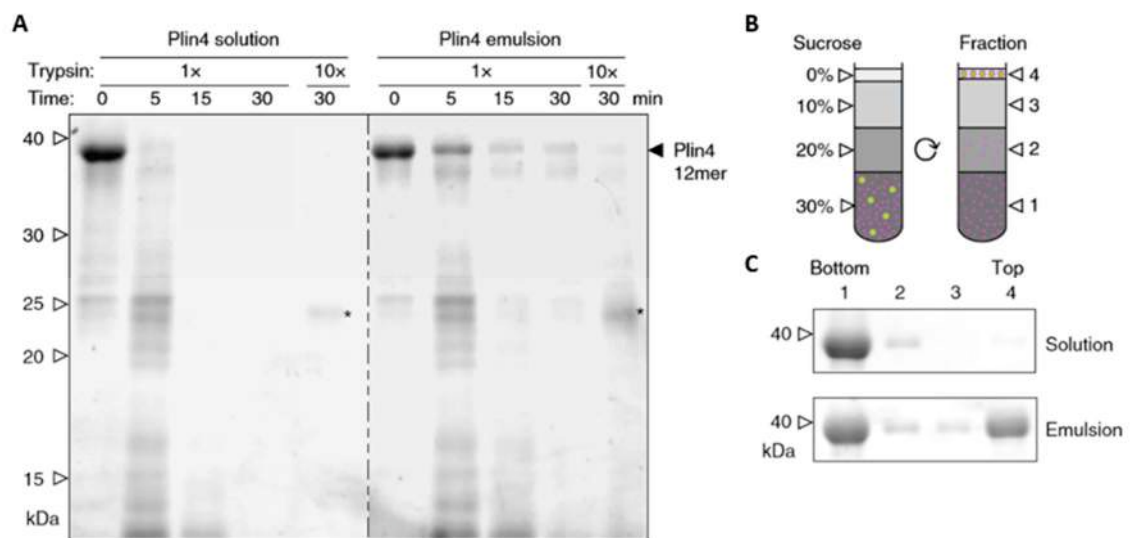 A
Plin4 solution
Plin4 emulsion
Trypsin: 1× 10× 1× 10×
Time: 0 5 15 30 30 0 5 15 30 30 min
40
Plin4
12mer
30
25
* *
20
15
kDa
B
Sucrose Fraction
0% 4
10% 3
20% 2
30% 1
C
Bottom Top
1 2 3 4
40 Solution
40 Emulsion
kDa